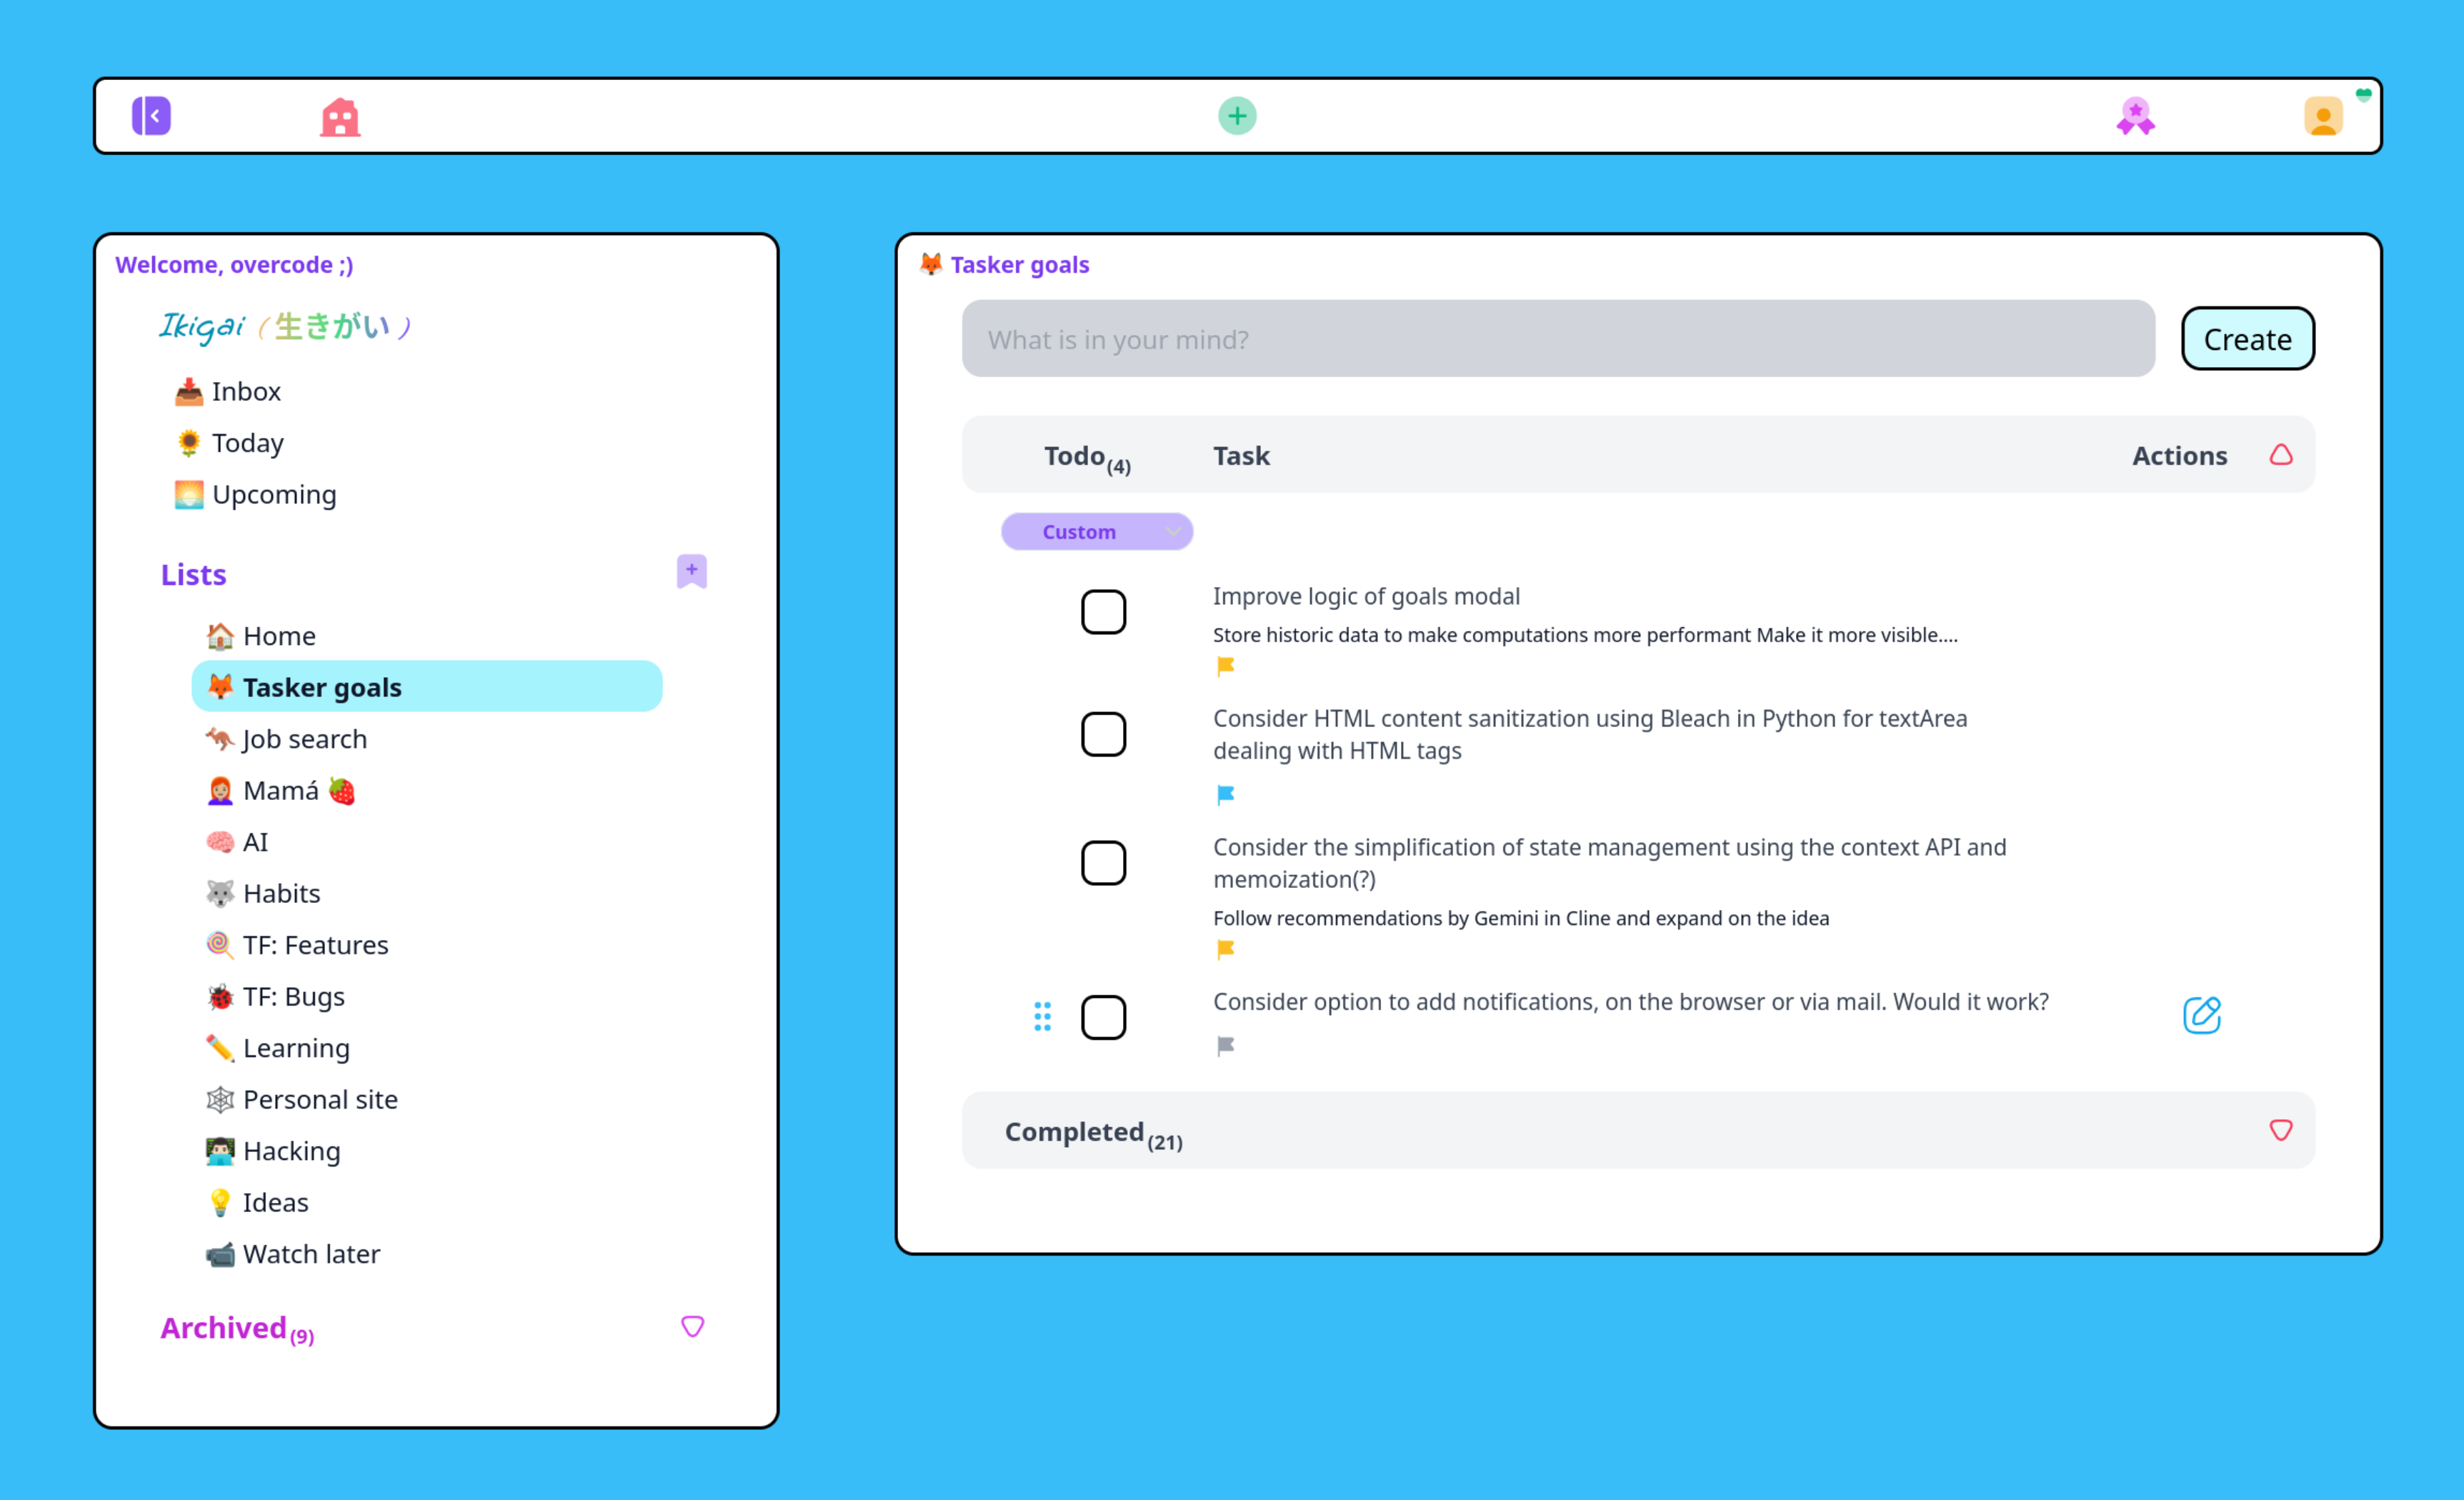 Welcome, overcode ;)
Ikigai (生きがい)
Inbox
Today
Upcoming
Lists
Home
Tasker goals
Job search
Mamá
AI
Habits
TF: Features
TF: Bugs
Learning
Personal site
Hacking
Ideas
Watch later
Archived(9)
Tasker goals
What is in your mind?
Create
Todo(4) Task Actions
Custom
Improve logic of goals modal
Store historic data to make computations more performant Make it more visible....
Consider HTML content sanitization using Bleach in Python for textArea
dealing with HTML tags
Consider the simplification of state management using the context API and
memoization(?)
Follow recommendations by Gemini in Cline and expand on the idea
Consider option to add notifications, on the browser or via mail. Would it work?
Completed(21)